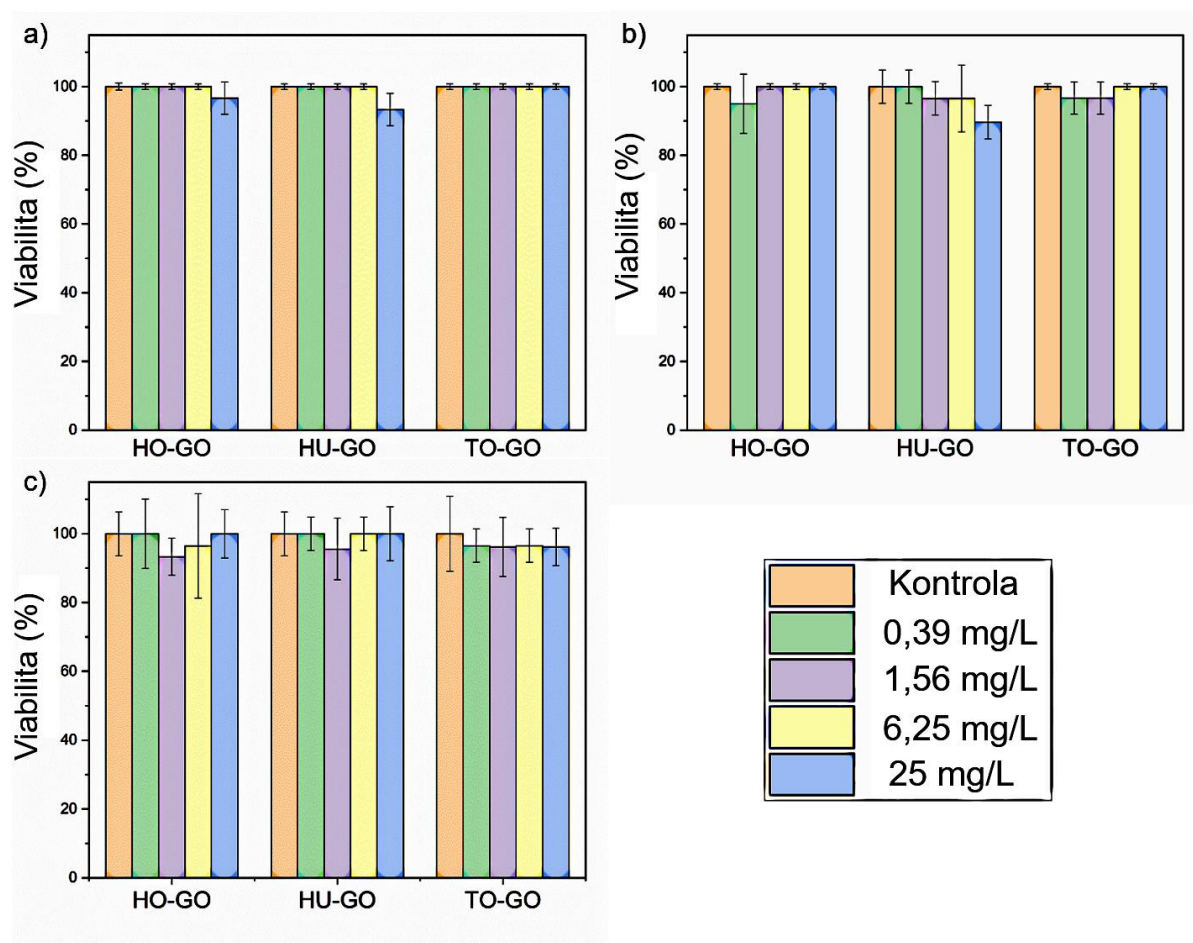 a)
Viabilita (%)
100
80
60
40
20
0
HO-GO HU-GO TO-GO
b)
Viabilita (%)
100
80
60
40
20
0
HO-GO HU-GO TO-GO
c)
Viabilita (%)
100
80
60
40
20
0
HO-GO HU-GO TO-GO
Kontrola
0,39 mg/L
1,56 mg/L
6,25 mg/L
25 mg/L